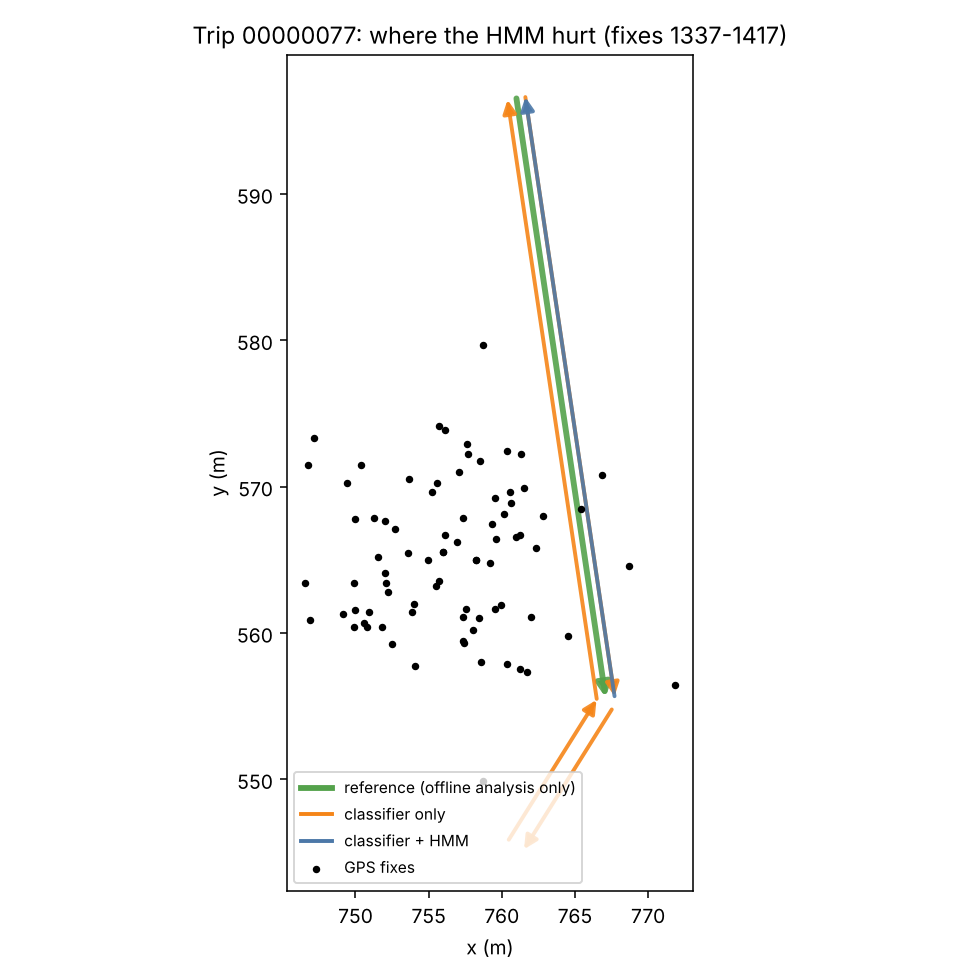 Trip 00000077: where the HMM hurt (fixes 1337-1417)
590
580
570
560
550
y (m)
reference (offline analysis only)
classifier only
classifier + HMM
GPS fixes
750 755 760 765 770
x (m)